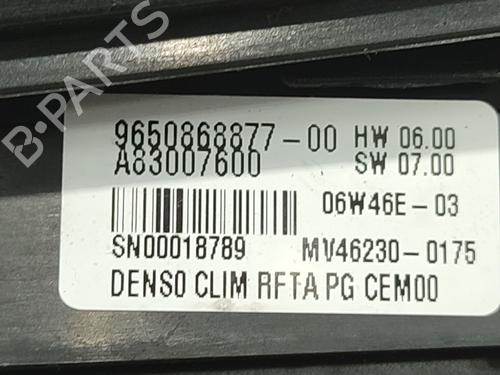 B-PARTS
9650868877-00 HW 06.00
A83007600 SW 07.00
06W46E-03
SN00018789 MV46230-0175
DENSO CLIM RFTA PG CEM00